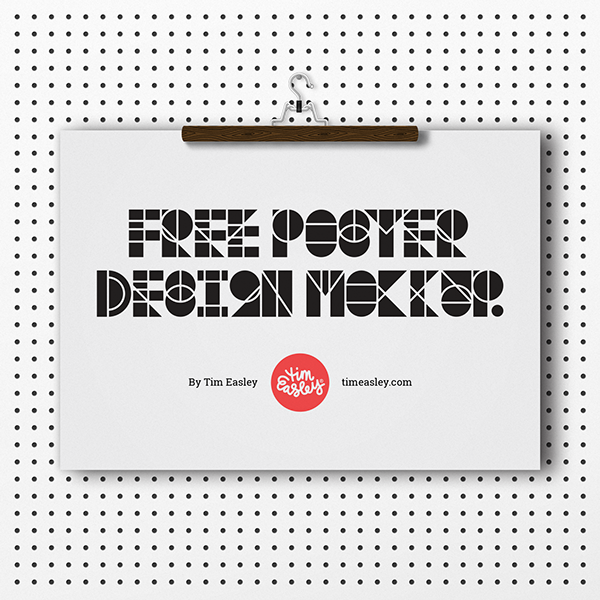 FREE POSTER
DESIGN MOCKUP.
By Tim Easley
Tim
Easley
timeasley.com